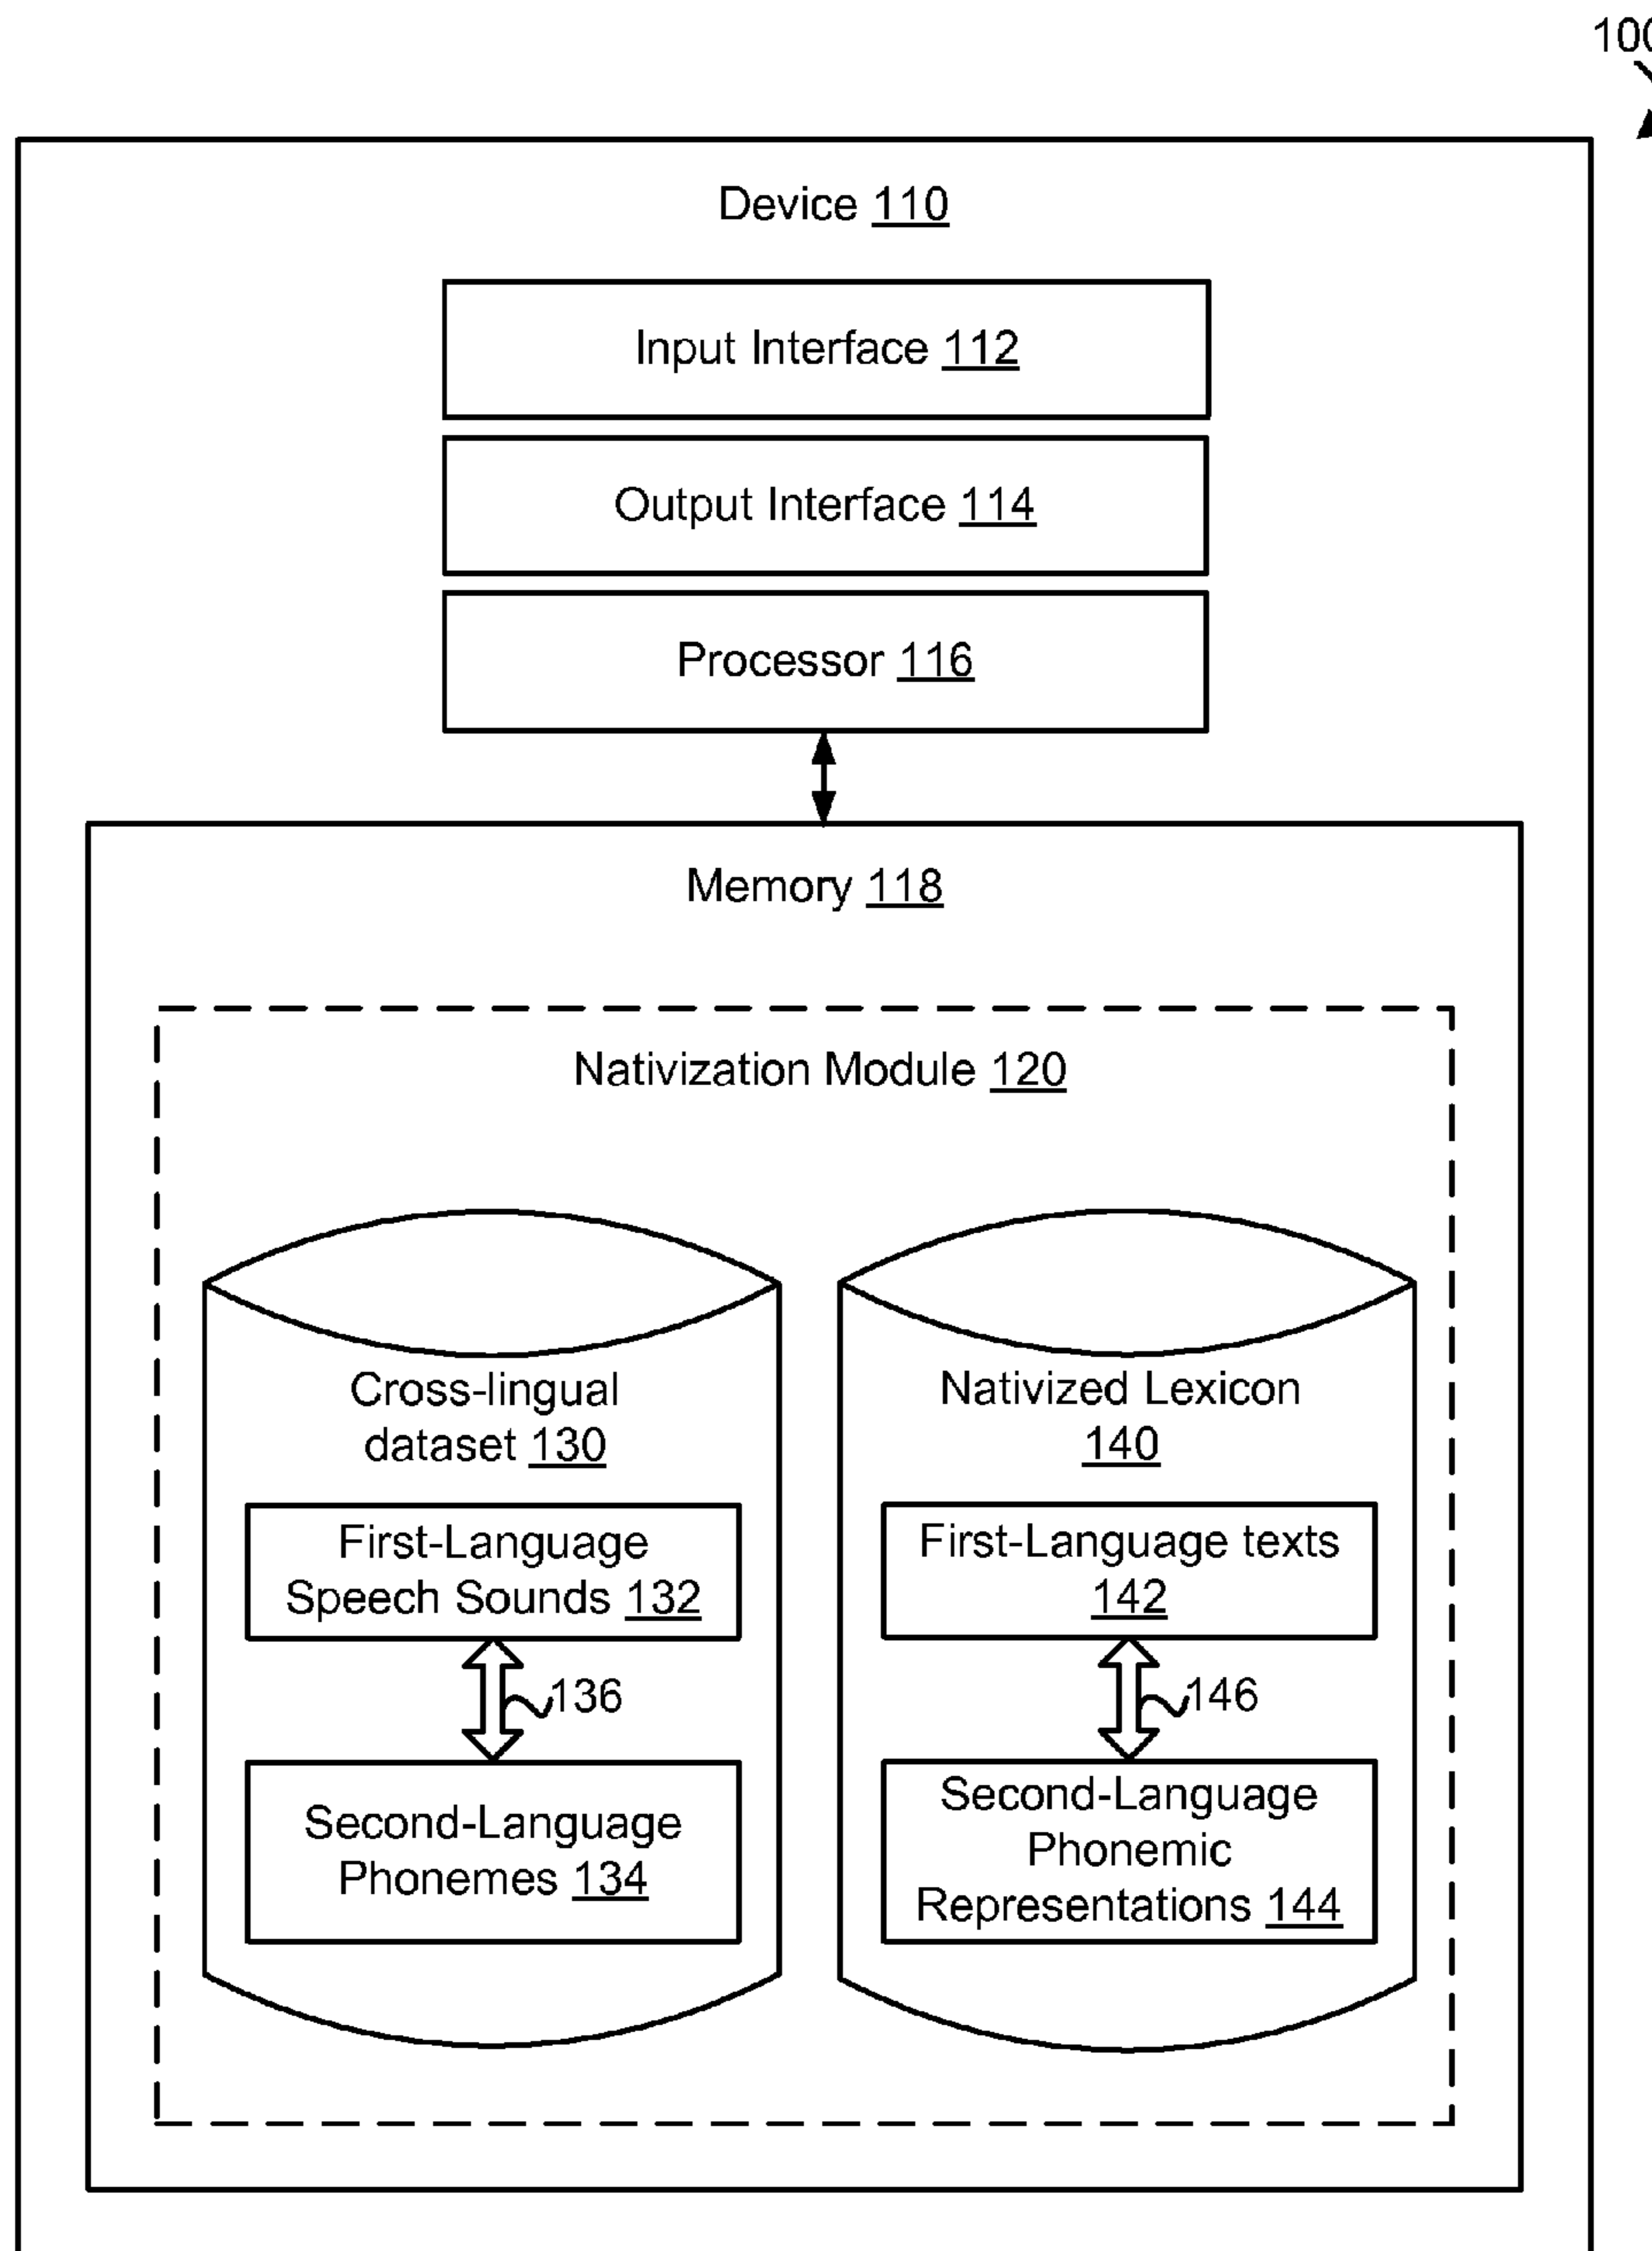 100
Device 110
Input Interface 112
Output Interface 114
Processor 116
Memory 118
Nativization Module 120
Cross-lingual
dataset 130
First-Language
Speech Sounds 132
136
Second-Language
Phonemes 134
Nativized Lexicon
140
First-Language texts
142
146
Second-Language
Phonemic
Representations 144